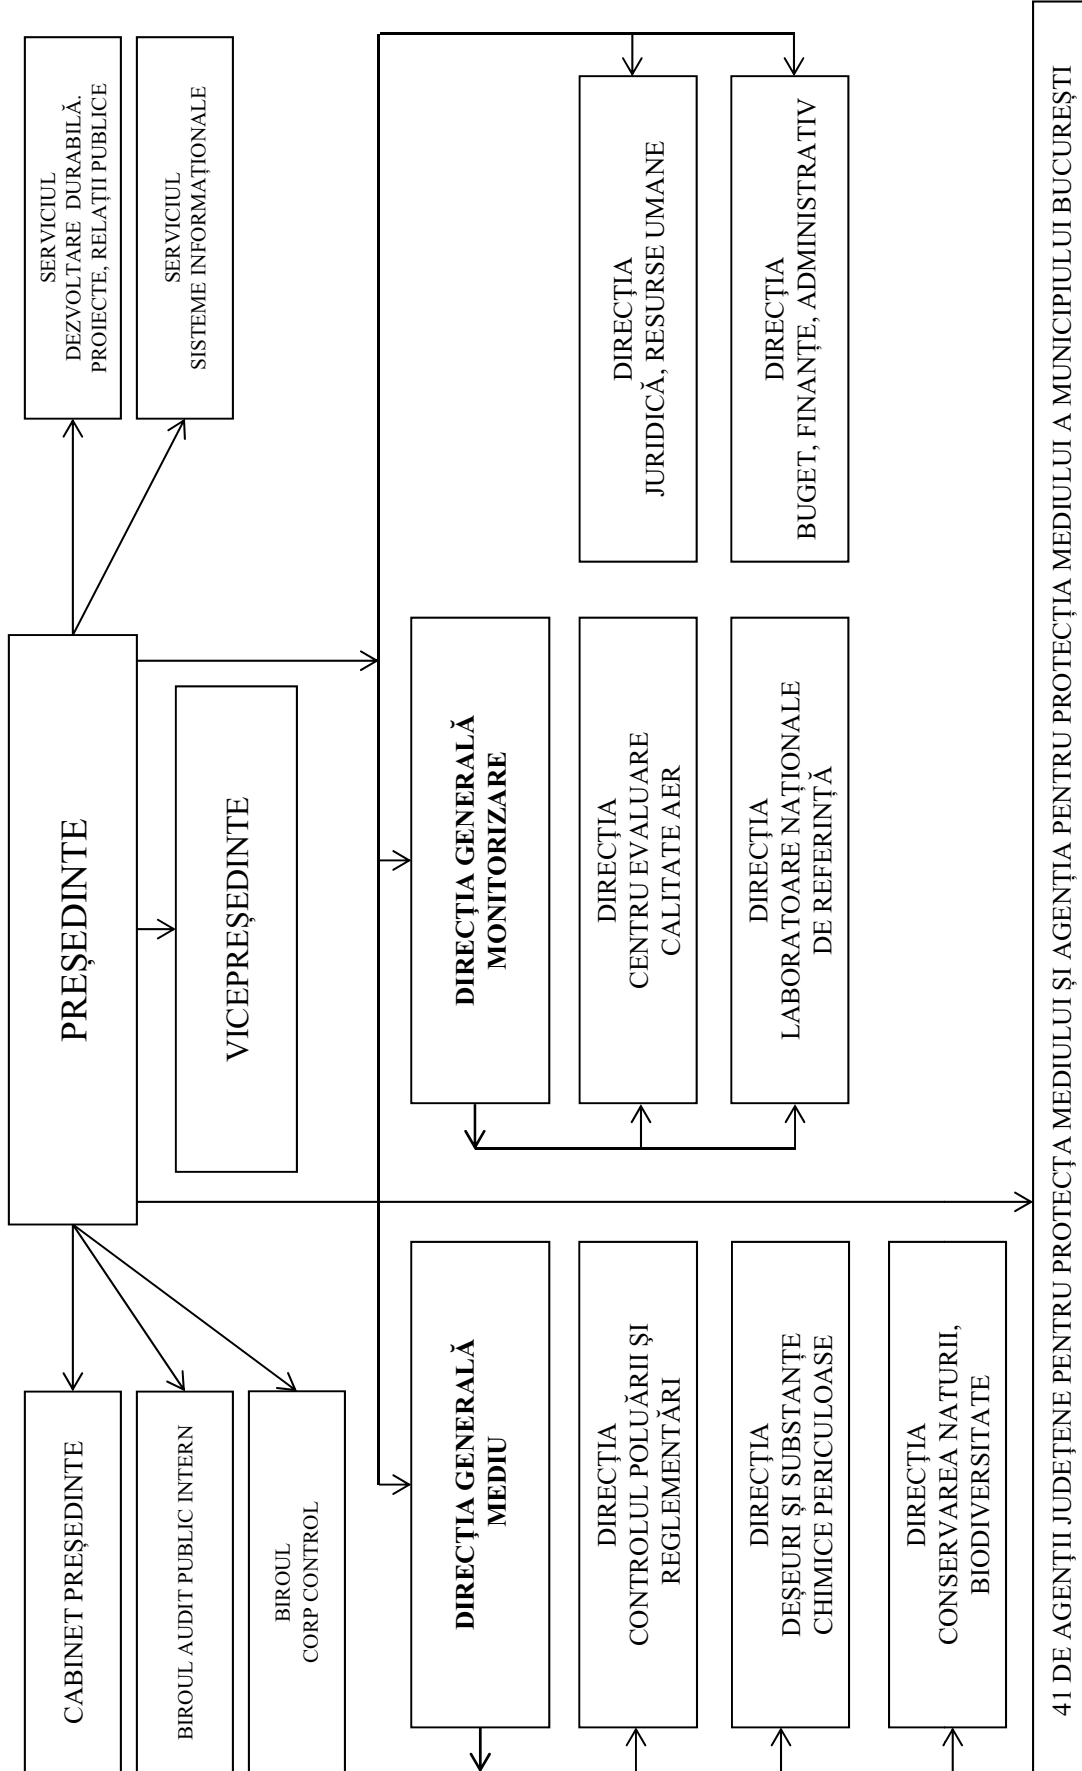 PREȘEDINTE
VICEPREȘEDINTE
CABINET PREȘEDINTE
BIROUL AUDIT PUBLIC INTERN
BIROUL
CORP CONTROL
SERVICIUL
DEZVOLTARE DURABILĂ.
PROIECTE, RELAȚII PUBLICE
SERVICIUL
SISTEME INFORMAȚIONALE
DIRECȚIA GENERALĂ
MEDIU
DIRECȚIA GENERALĂ
MONITORIZARE
DIRECȚIA
CONTROLUL POLUĂRII ȘI
REGLEMENTĂRI
DIRECȚIA
CENTRU EVALUARE
CALITATE AER
DIRECȚIA
JURIDICĂ, RESURSE UMANE
DIRECȚIA
DEȘEURI ȘI SUBSTANȚE
CHIMICE PERICULOASE
DIRECȚIA
LABORATOARE NAȚIONALE
DE REFERINȚĂ
DIRECȚIA
BUGET, FINANȚE, ADMINISTRATIV
DIRECȚIA
CONSERVAREA NATURII,
BIODIVERSITATE
41 DE AGENȚII JUDEȚENE PENTRU PROTECȚA MEDIULUI ȘI AGENȚIA PENTRU PROTECȚIA MEDIULUI A MUNICIPIULUI BUCUREȘTI